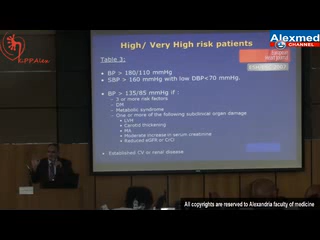 Alexmed
CHANNEL
High/ Very High risk patients
Table 3:
BP > 180/110 mmHg
SBP > 160 mmHg with low DBP<70 mmHg.
BP > 135/85 mmHg if :
- 3 or more risk factors
- DM
- Metabolic syndrome
- One or more of the following subclinical organ damage
LVH
Carotid thickening
MA
Moderate increase in serum creatinine
Reduced eGFR or CrCl
Established CV or renal disease.
All copyrights are reserved to Alexandria faculty of medicine